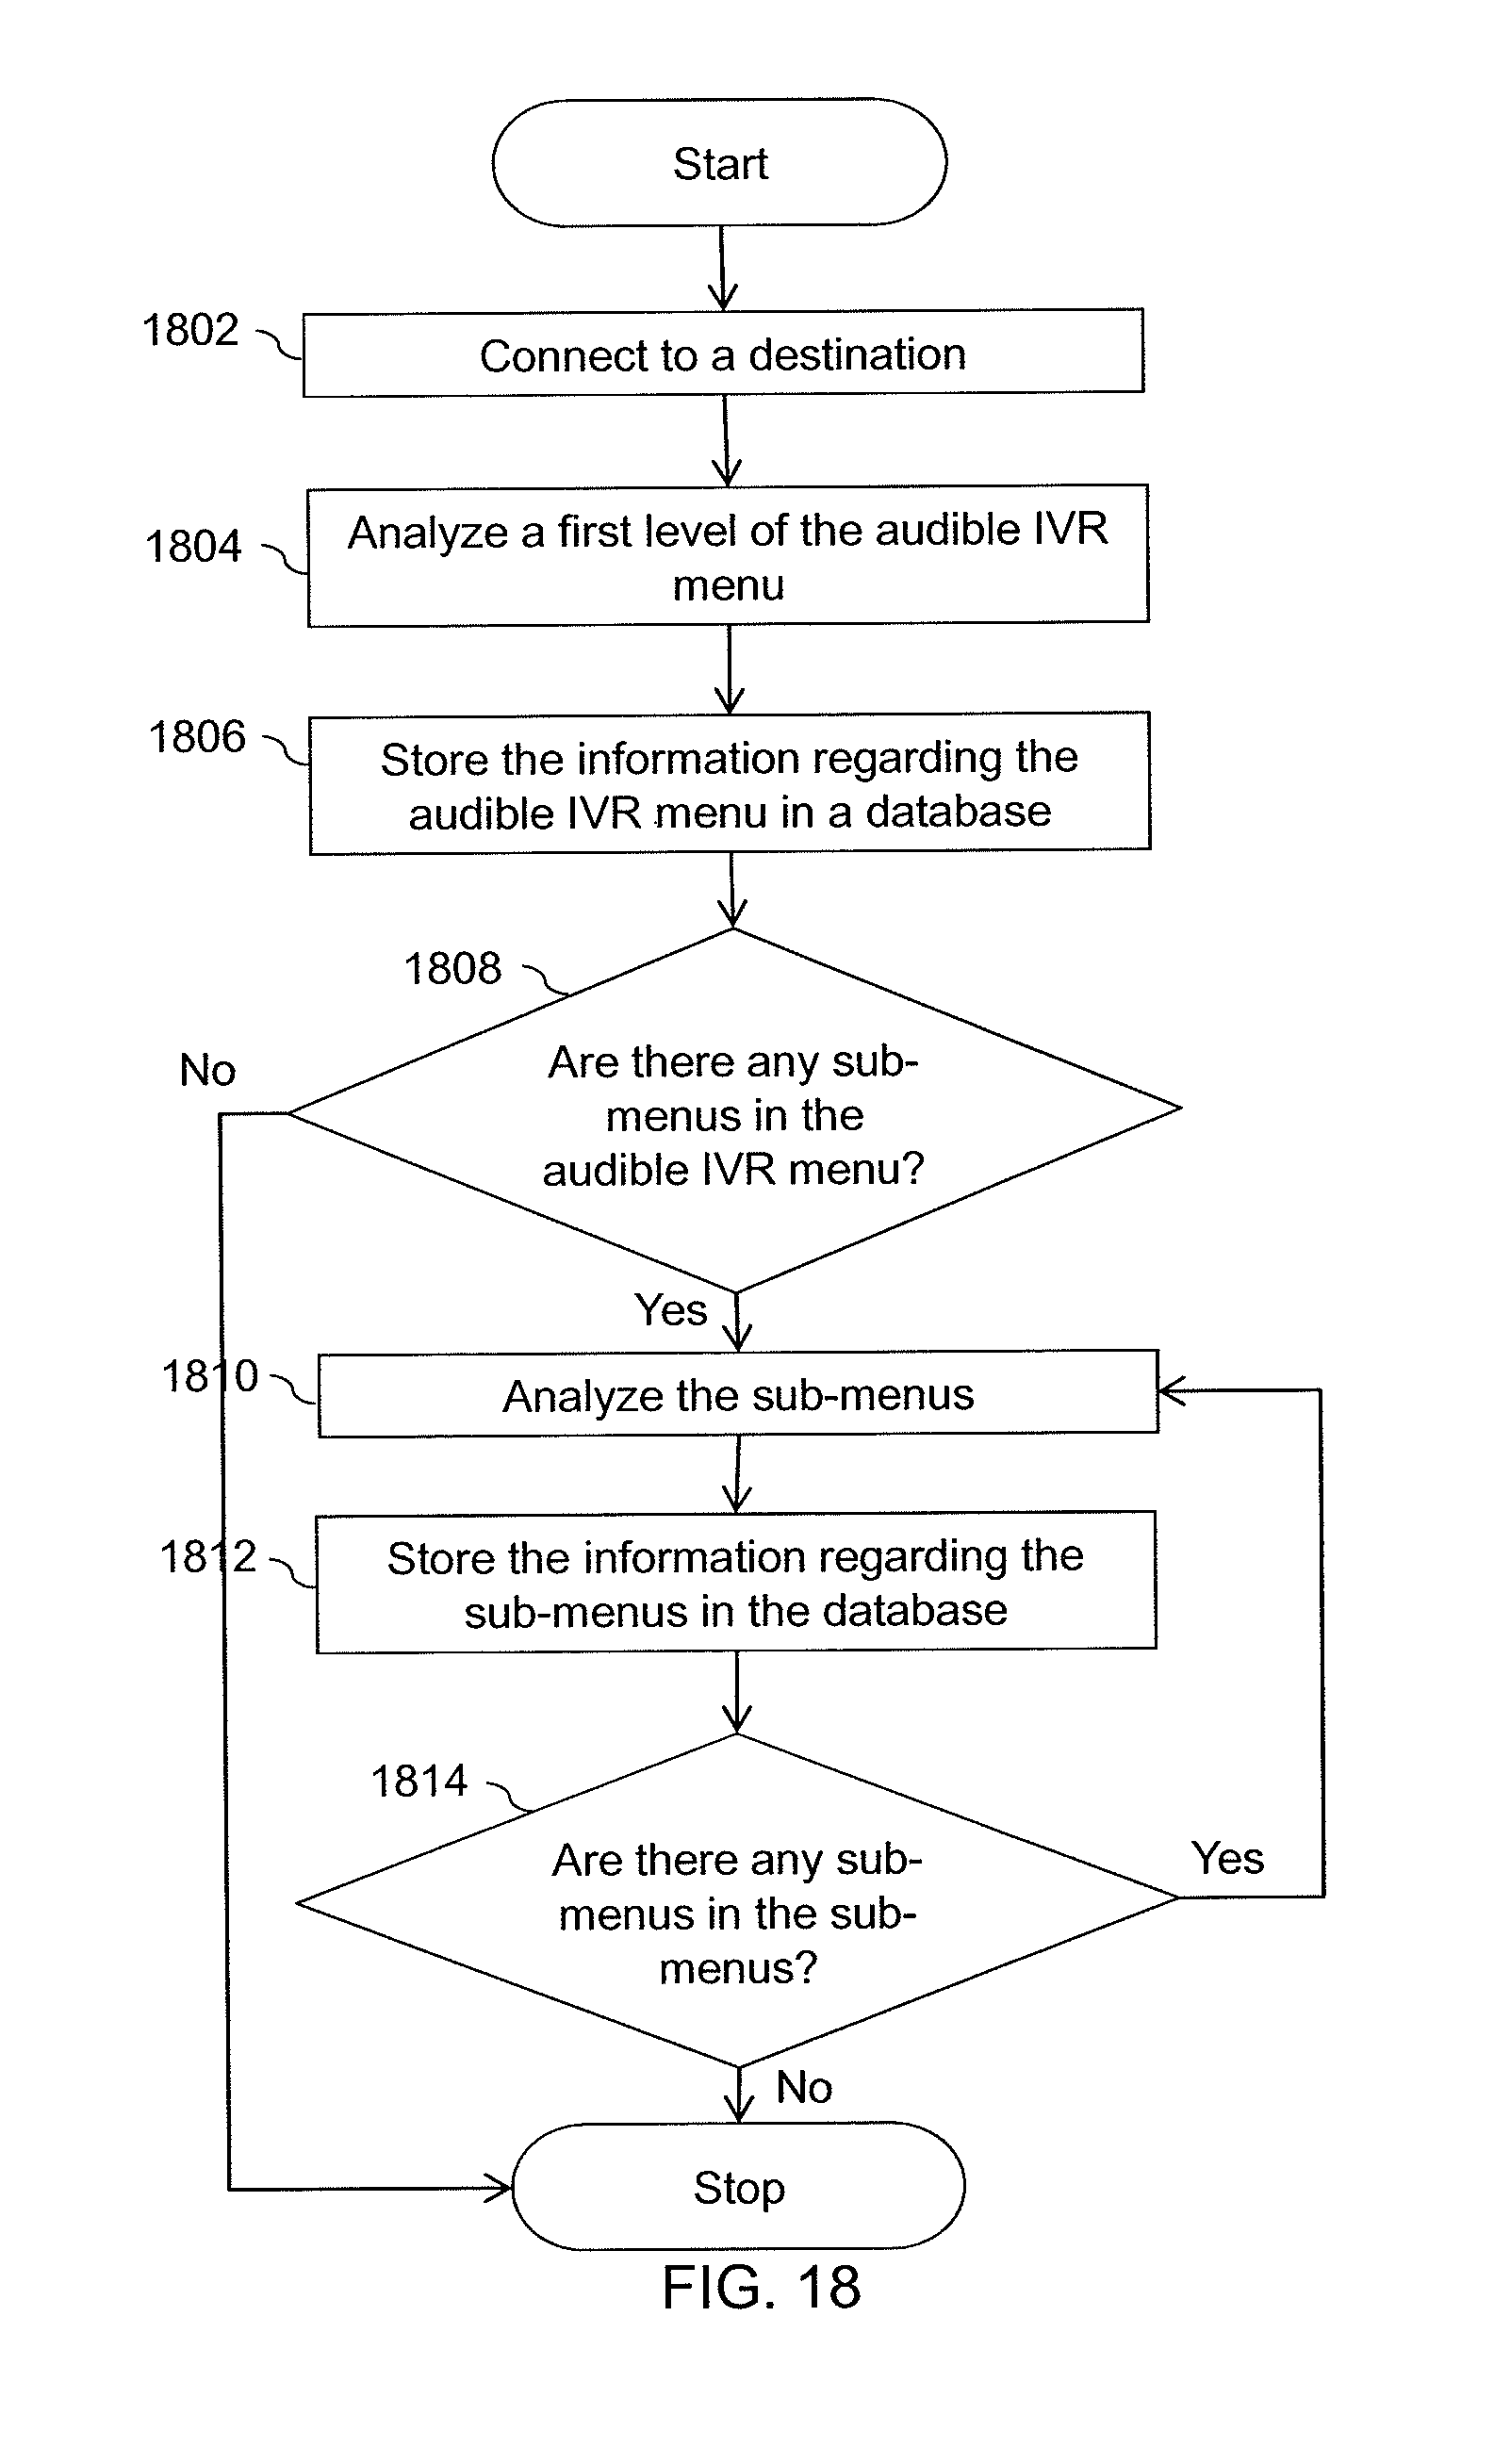 Start
1802
Connect to a destination
1804
Analyze a first level of the audible IVR
menu
1806
Store the information regarding the
audible IVR menu in a database
1808
No
Are there any sub-
menus in the
audible IVR menu?
Yes
1810
Analyze the sub-menus
1812
Store the information regarding the
sub-menus in the database
1814
Are there any sub-
menus in the sub-
menus?
Yes
No
Stop
FIG. 18